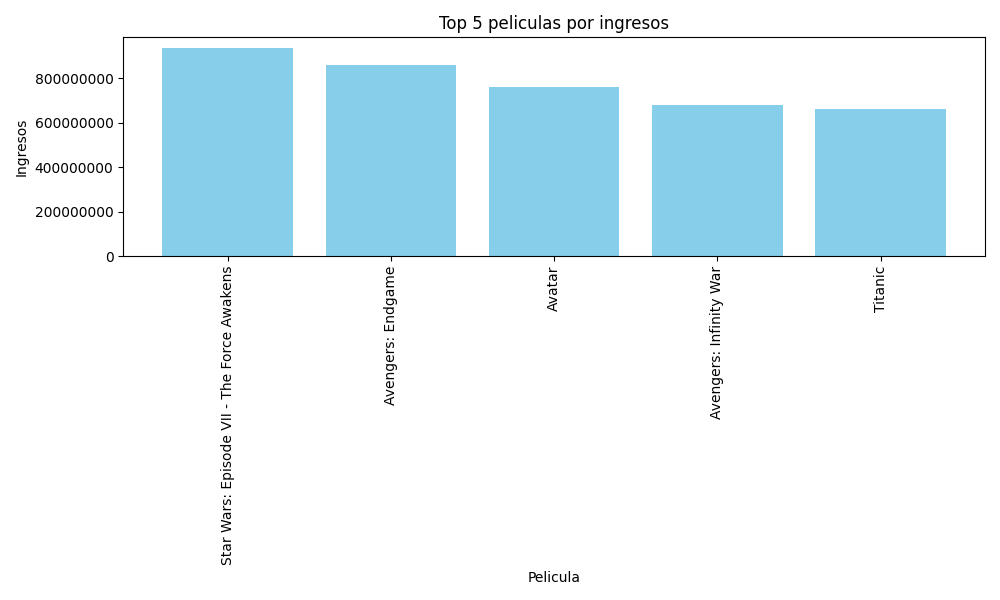 Top 5 peliculas por ingresos
Ingresos
800000000
600000000
400000000
200000000
0
Star Wars: Episode VII - The Force Awakens
Avengers: Endgame
Avatar
Avengers: Infinity War
Titanic
Pelicula